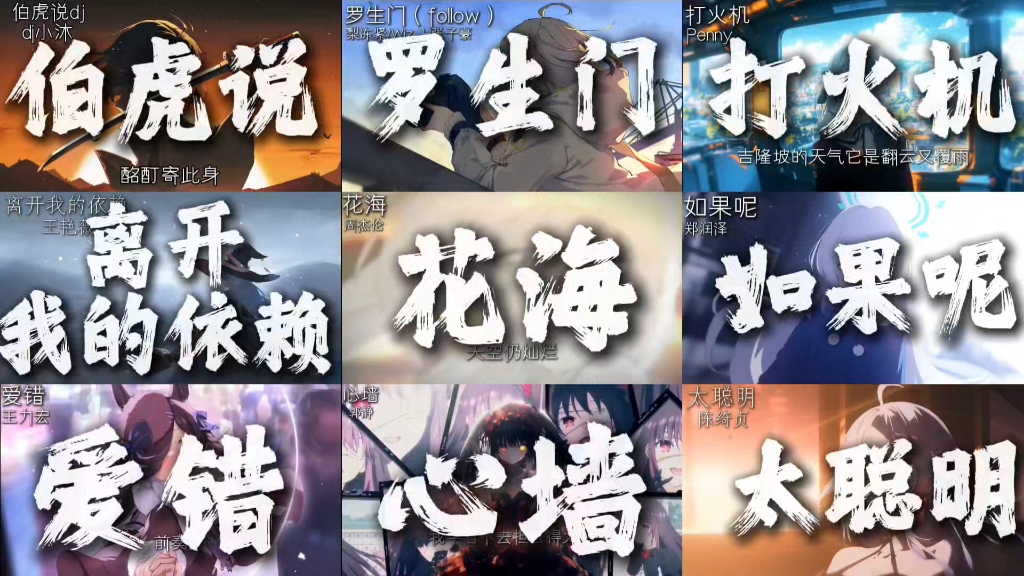 伯虎说dj
dj小沐
伯虎说
酩酊寄此身
罗生门（follow）
罗生门
打火机
Penny
打火机
吉隆坡的天气它是翻云又覆雨
离开我的依赖
王艳薇
离开
我的依赖
花海
周杰伦
花海
天空仍灿烂
如果呢
郑润泽
如果呢
爱错
王力宏
爱错
前奏
心墙
郭静
心墙
太聪明
陈绮贞
太聪明